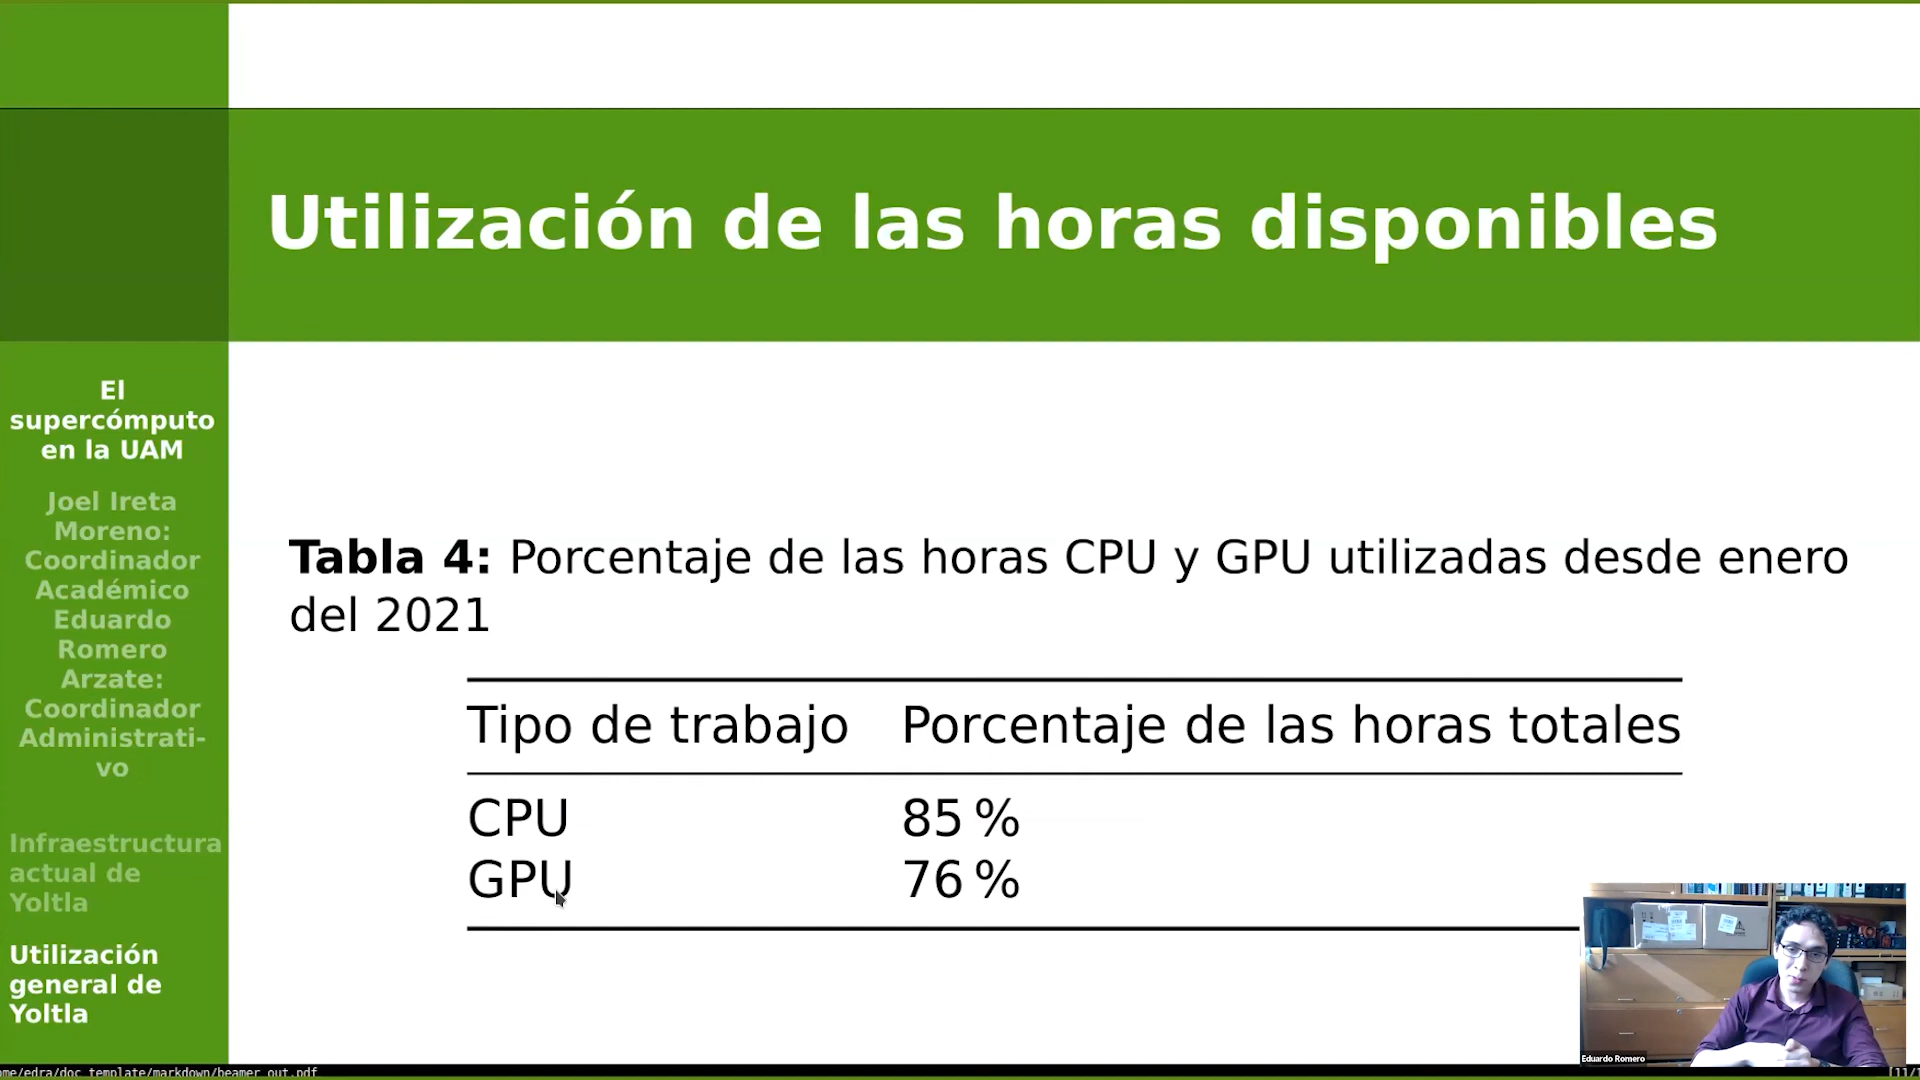 Utilización de las horas disponibles
El
supercómputo
en la UAM
Joel Ireta
Moreno:
Coordinador
Académico
Eduardo
Romero
Arzate:
Coordinador
Administrati-
vo
Infraestructura
actual de
Yoltla
Utilización
general de
Yoltla
Tabla 4: Porcentaje de las horas CPU y GPU utilizadas desde enero
del 2021
Tipo de trabajo Porcentaje de las horas totales
CPU 85 %
GPU 76 %
Eduardo Romero
ome/edra/doc_template/markdown/beamer_out.pdf